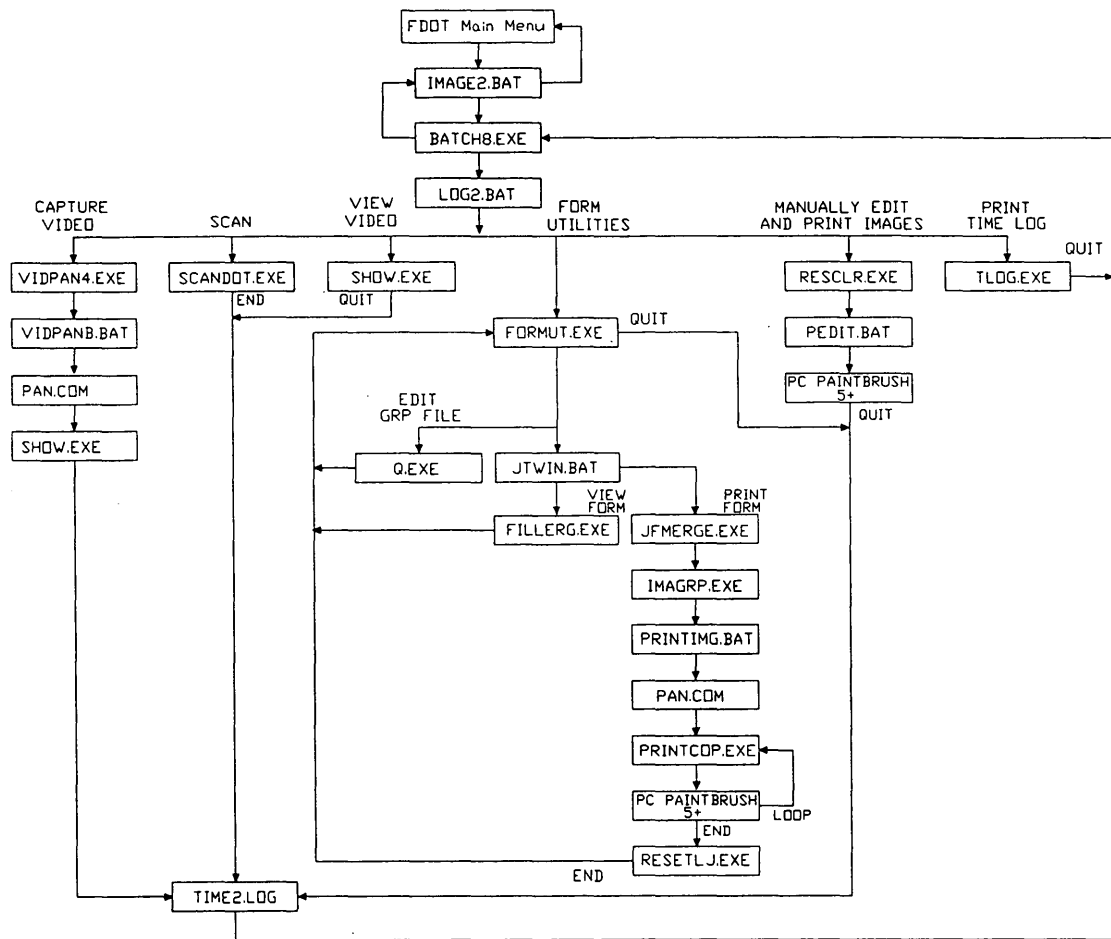 FDOT Main Menu
IMAGE2.BAT
BATCH8.EXE
LOG2.BAT
CAPTURE
VIDEO
SCAN
VIEW
VIDEO
FORM
UTILITIES
MANUALLY EDIT
AND PRINT IMAGES
PRINT
TIME LOG
VIDPAN4.EXE
SCANDOT.EXE
SHOW.EXE
RESCLR.EXE
TLOG.EXE
QUIT
END
QUIT
VIDPANB.BAT
FORMUT.EXE
QUIT
PEDIT.BAT
PAN.COM
PC PAINTBRUSH
5+
QUIT
EDIT
GRP FILE
SHOW.EXE
Q.EXE
JTWIN.BAT
VIEW
FORM
PRINT
FORM
FILLERG.EXE
JFMERGE.EXE
IMAGRP.EXE
PRINTIMG.BAT
PAN.COM
PRINTCOP.EXE
PC PAINTBRUSH
5+
LOOP
END
RESETLJ.EXE
END
TIME2.LOG